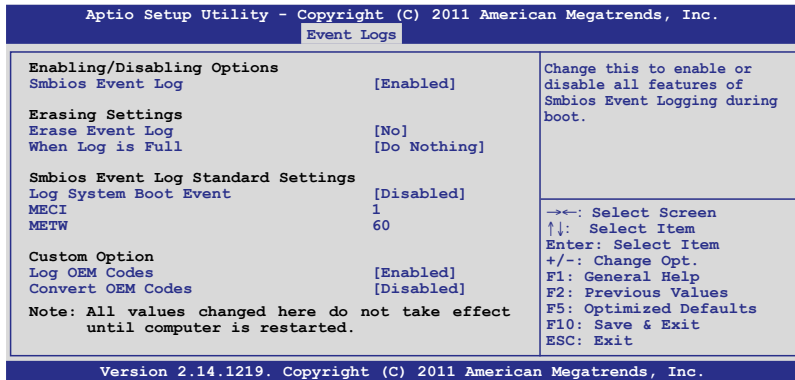 Aptio Setup Utility - Copyright (C) 2011 American Megatrends, Inc.
Event Logs
Enabling/Disabling Options
Smbios Event Log [Enabled]
Erasing Settings
Erase Event Log [No]
When Log is Full [Do Nothing]
Smbios Event Log Standard Settings
Log System Boot Event [Disabled]
MECI 1
METW 60
Custom Option
Log OEM Codes [Enabled]
Convert OEM Codes [Disabled]
Note: All values changed here do not take effect
until computer is restarted.
Change this to enable or
disable all features of
Smbios Event Logging during
boot.
→←: Select Screen
↑↓: Select Item
Enter: Select Item
+/-: Change Opt.
F1: General Help
F2: Previous Values
F5: Optimized Defaults
F10: Save & Exit
ESC: Exit
Version 2.14.1219. Copyright (C) 2011 American Megatrends, Inc.